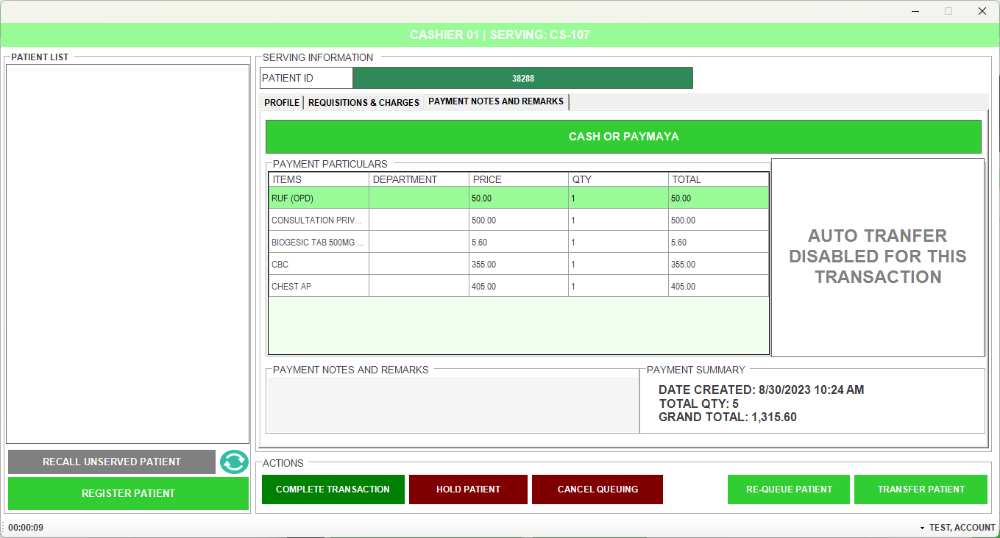 CASHIER 01 | SERVING: CS-107
PATIENT LIST
RECALL UNSERVED PATIENT
REGISTER PATIENT
SERVING INFORMATION
PATIENT ID 38288
PROFILE REQUISITIONS & CHARGES PAYMENT NOTES AND REMARKS
CASH OR PAYMAYA
PAYMENT PARTICULARS
ITEMS DEPARTMENT PRICE QTY TOTAL
RUF (OPD) 50.00 1 50.00
CONSULTATION PRIV... 500.00 1 500.00
BIOGESIC TAB 500MG ... 5.60 1 5.60
CBC 355.00 1 355.00
CHEST AP 405.00 1 405.00
AUTO TRANFER
DISABLED FOR THIS
TRANSACTION
PAYMENT NOTES AND REMARKS
PAYMENT SUMMARY
DATE CREATED: 8/30/2023 10:24 AM
TOTAL QTY: 5
GRAND TOTAL: 1,315.60
ACTIONS
COMPLETE TRANSACTION HOLD PATIENT CANCEL QUEUING RE-QUEUE PATIENT TRANSFER PATIENT
00:00:09 TEST, ACCOUNT